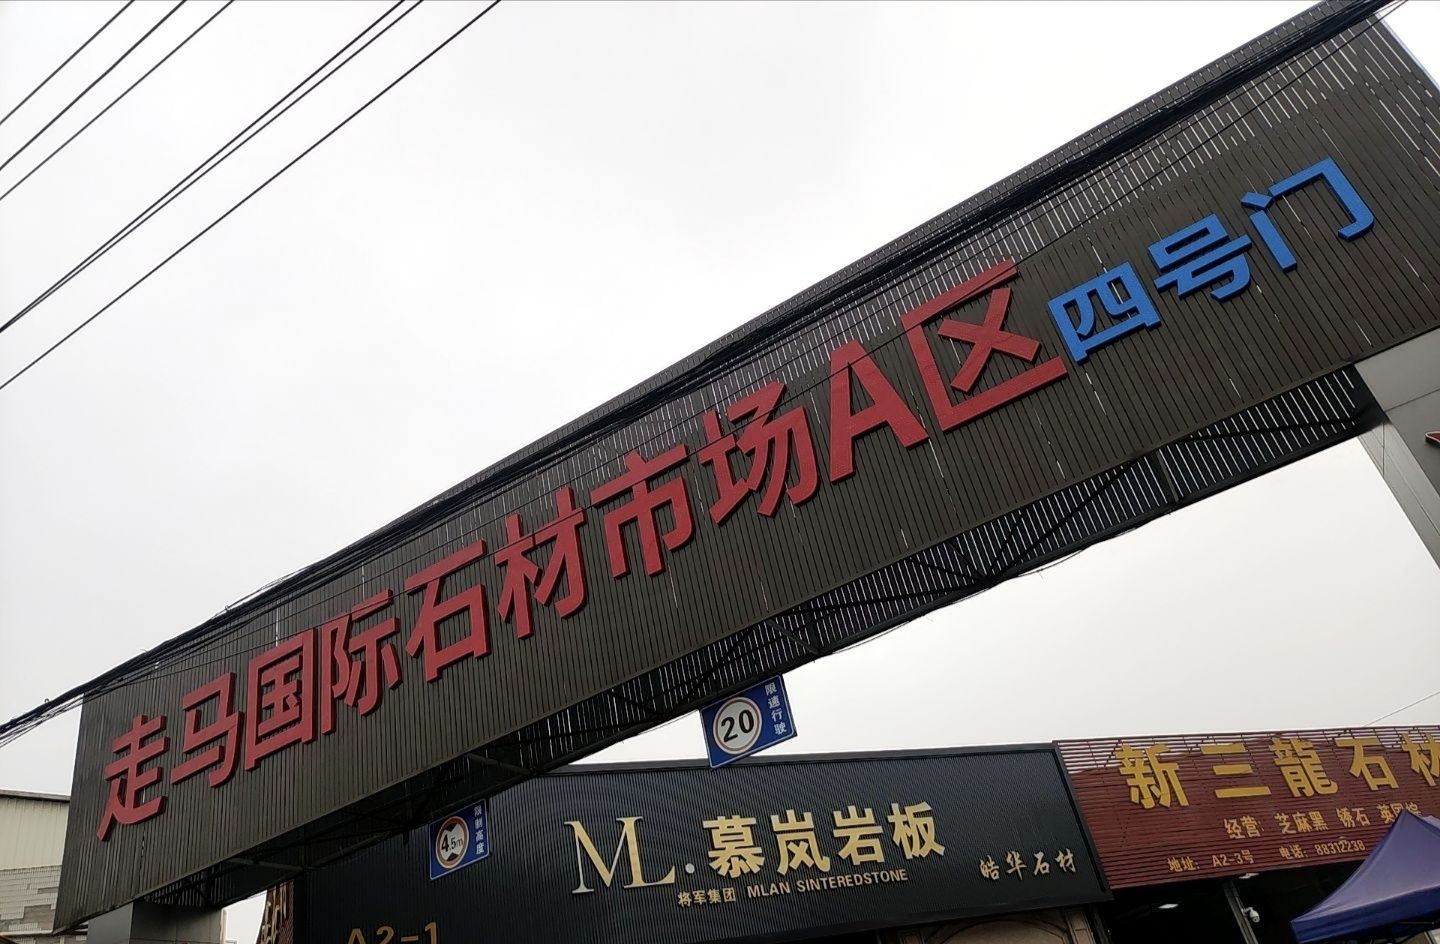 走马国际石材市场A区四号门
20
限速行驶
4.5m
限制高度
ML·慕岚岩板
将军集团 MLAN SINTEREDSTONE
皓华石材
A2-1
新三龍石材
经营：芝麻黑 锈石
地址：A2-3号 电话：88312238